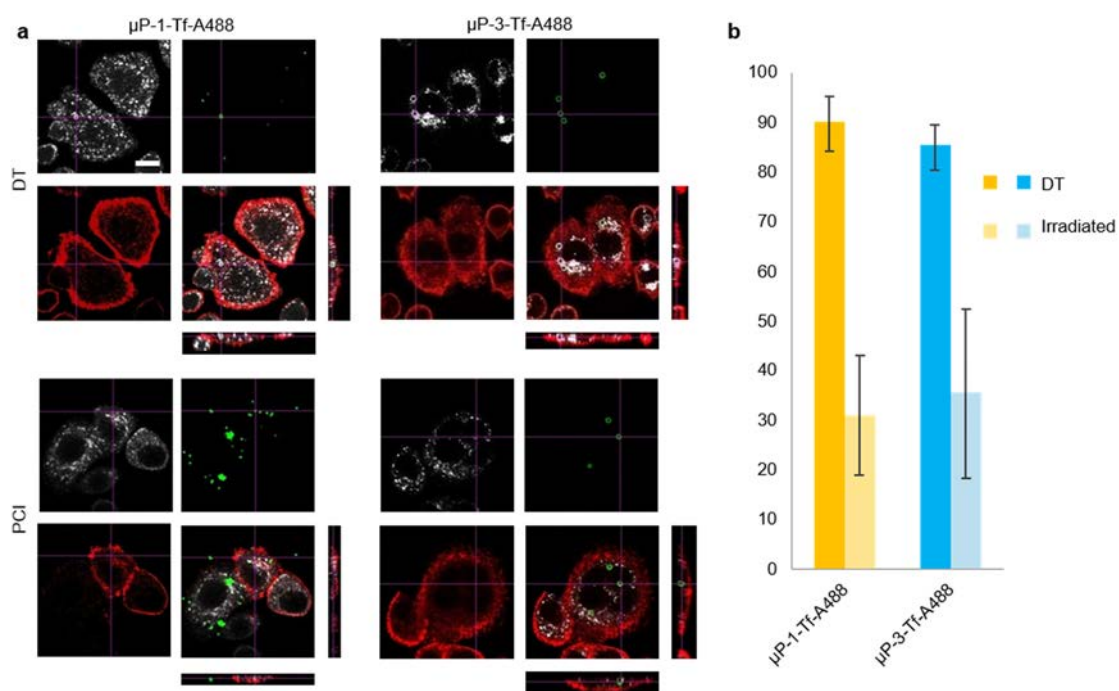 a
μP-1-Tf-A488
μP-3-Tf-A488
DT
PCI
b
100
90
80
70
60
50
40
30
20
10
0
DT
Irradiated
μP-1-Tf-A488
μP-3-Tf-A488